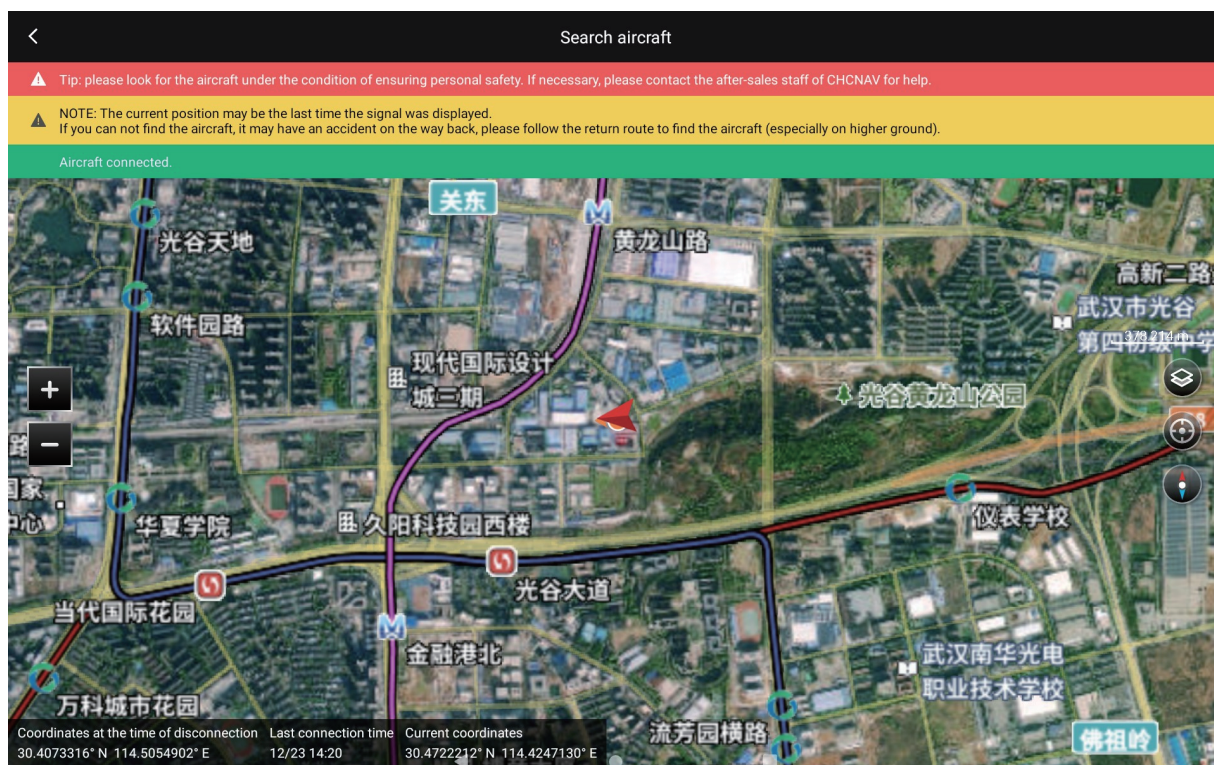 Search aircraft
Tip: please look for the aircraft under the condition of ensuring personal safety. If necessary, please contact the after-sales staff of CHCNAV for help.
NOTE: The current position may be the last time the signal was displayed.
If you can not find the aircraft, it may have an accident on the way back, please follow the return route to find the aircraft (especially on higher ground).
Aircraft connected.
关东
光谷天地
黄龙山路
高新二路
武汉市光谷
第四初级中学
378.214 m
软件园路
现代国际设计
城三期
光谷黄龙山公园
华夏学院
久阳科技园西楼
仪表学校
光谷大道
当代国际花园
金融港北
武汉南华光电
职业技术学校
万科城市花园
流芳园横路
佛祖岭
Coordinates at the time of disconnection Last connection time Current coordinates
30.4073316° N 114.5054902° E 12/23 14:20 30.4722212° N 114.4247130° E